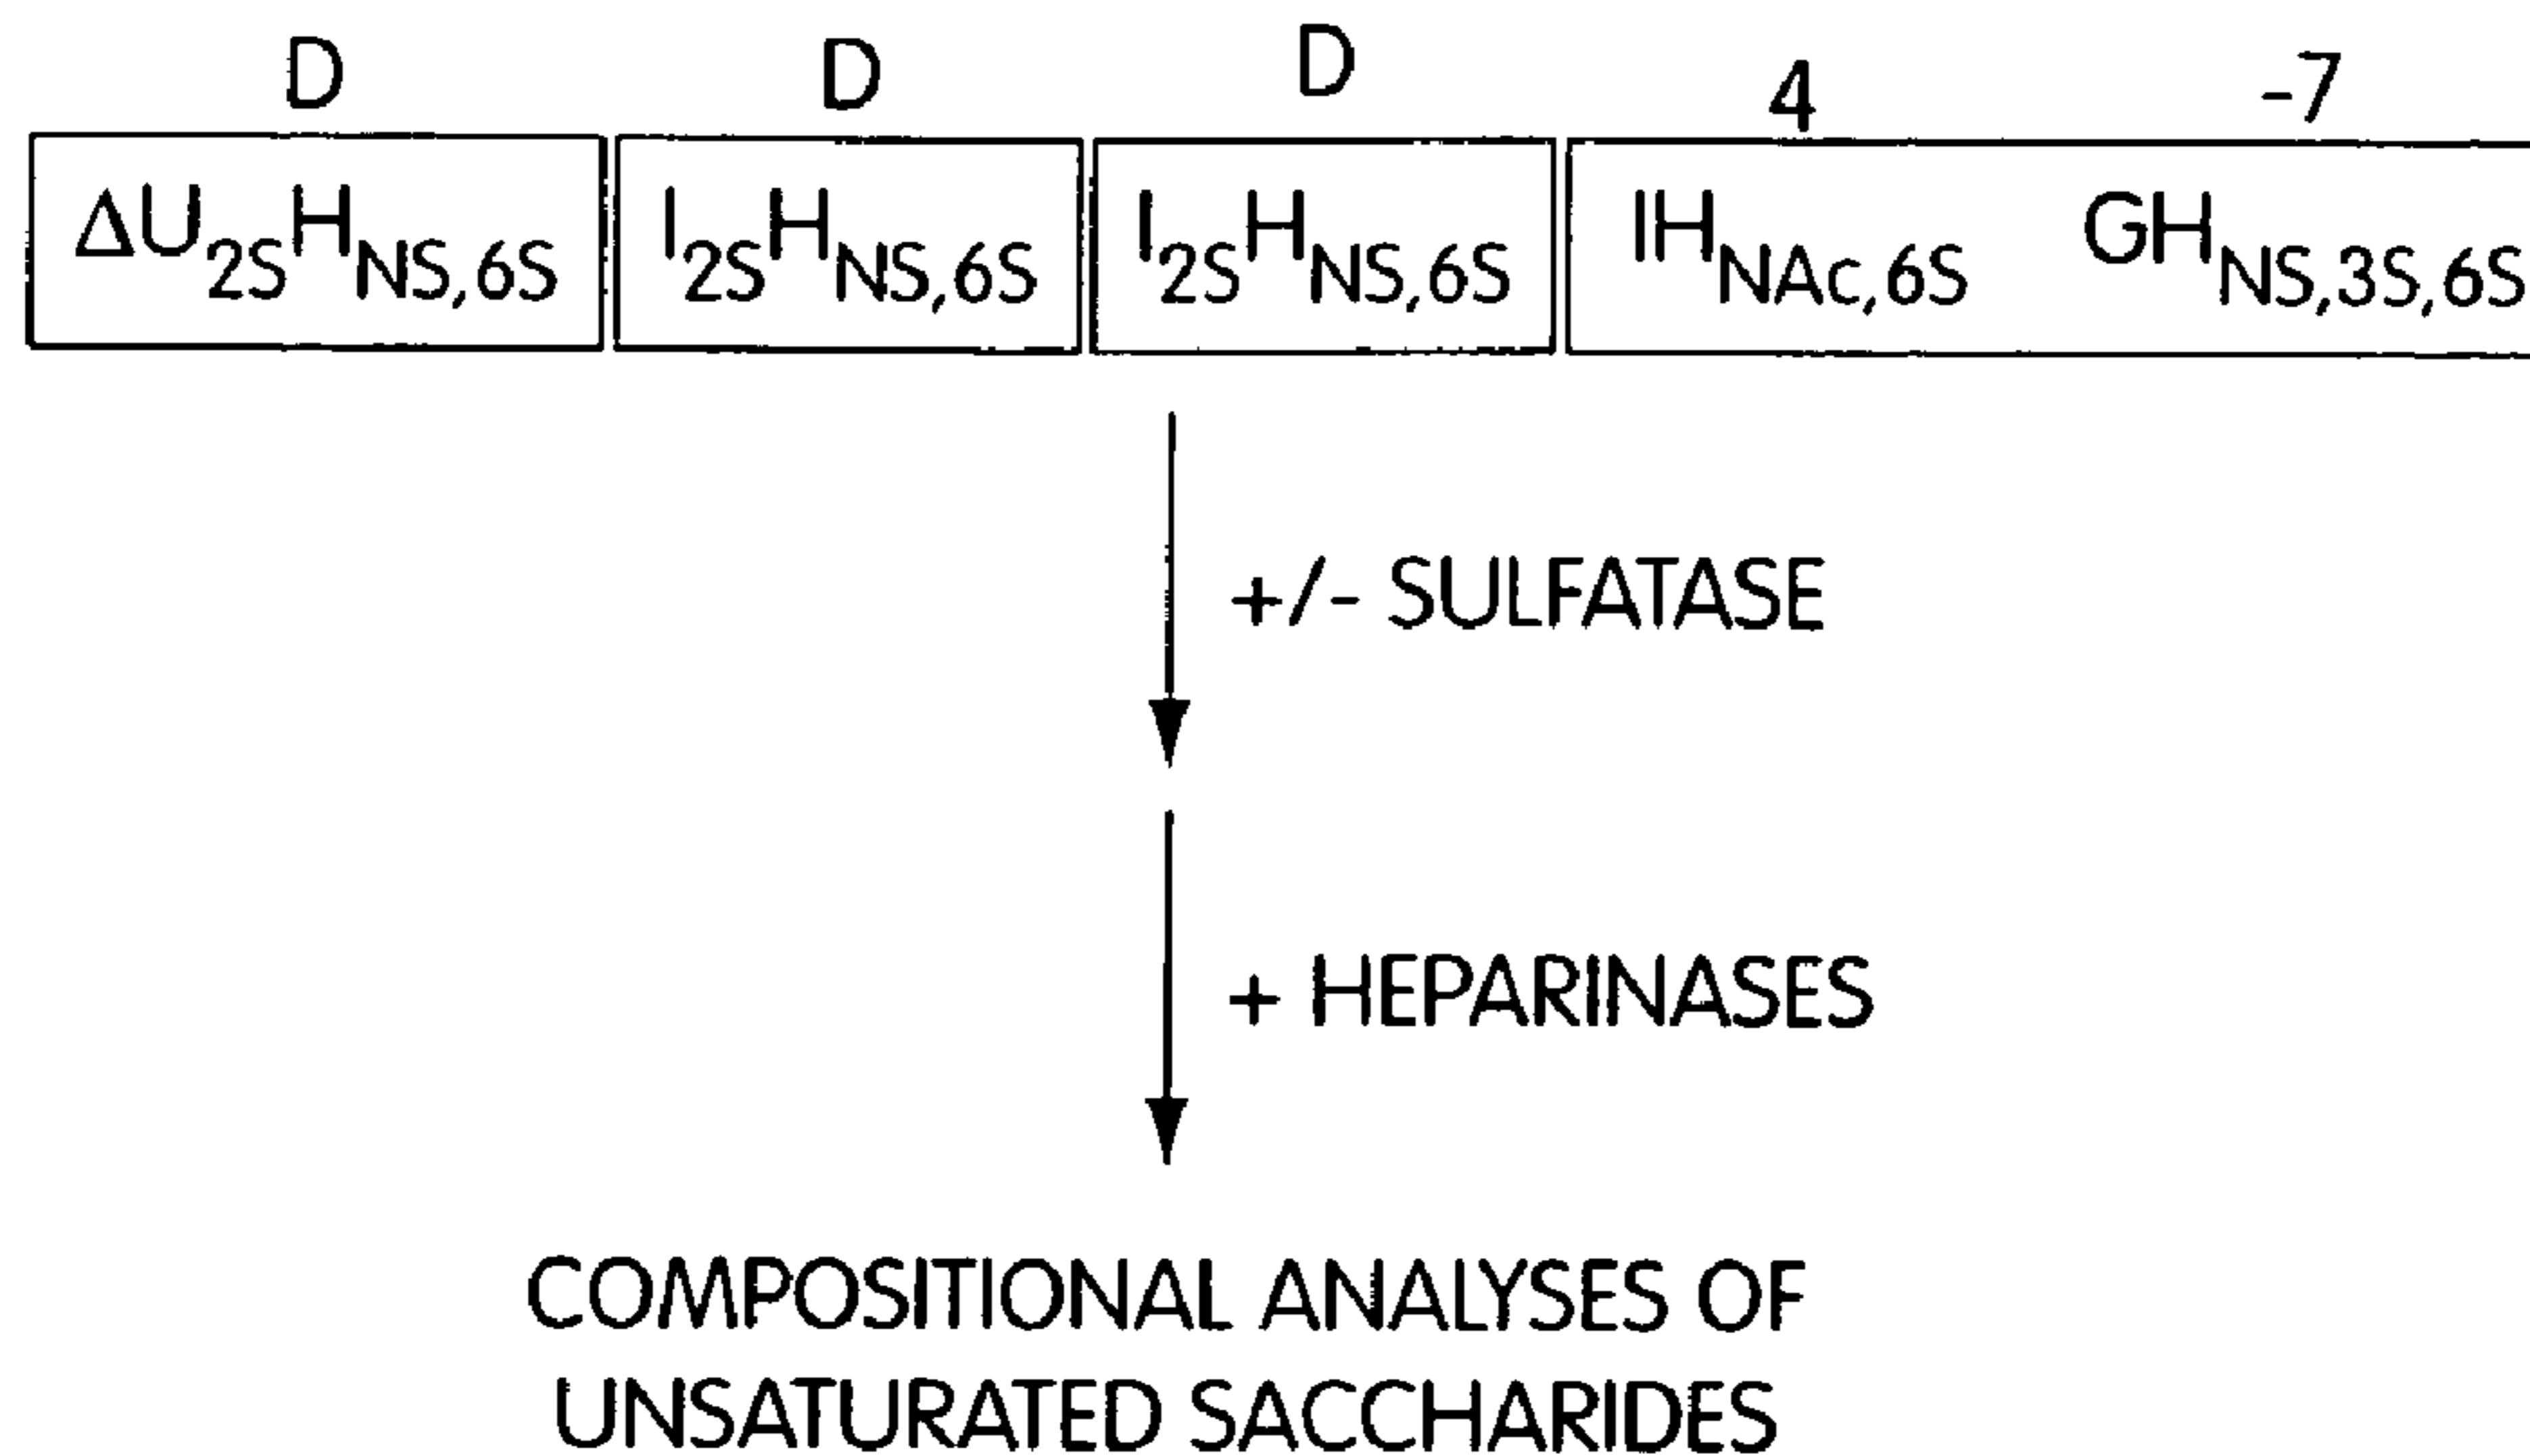 D D D 4 -7
ΔU2SHNS,6S I2SHNS,6S I2SHNS,6S IHNAc,6S GHNS,3S,6S
+/- SULFATASE
+ HEPARINASES
COMPOSITIONAL ANALYSES OF
UNSATURATED SACCHARIDES